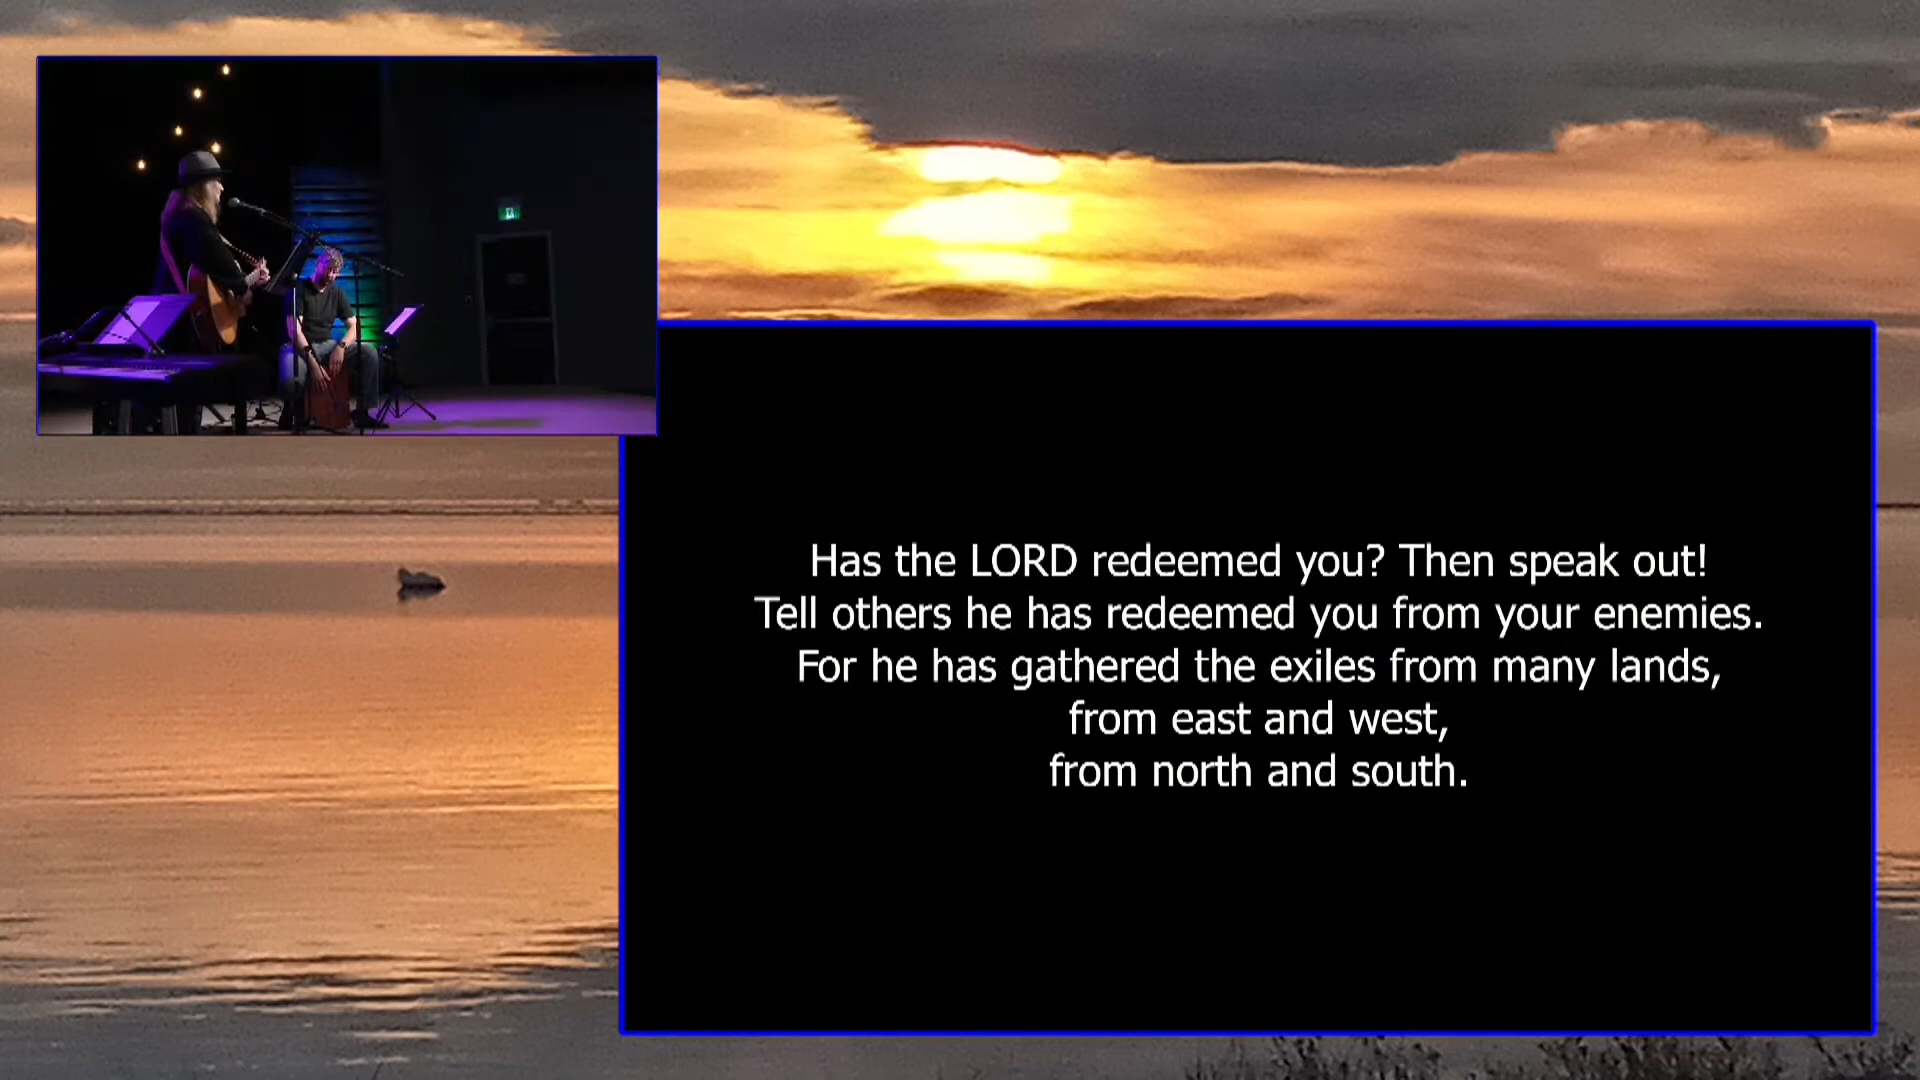 Has the LORD redeemed you? Then speak out!
Tell others he has redeemed you from your enemies.
For he has gathered the exiles from many lands,
from east and west,
from north and south.